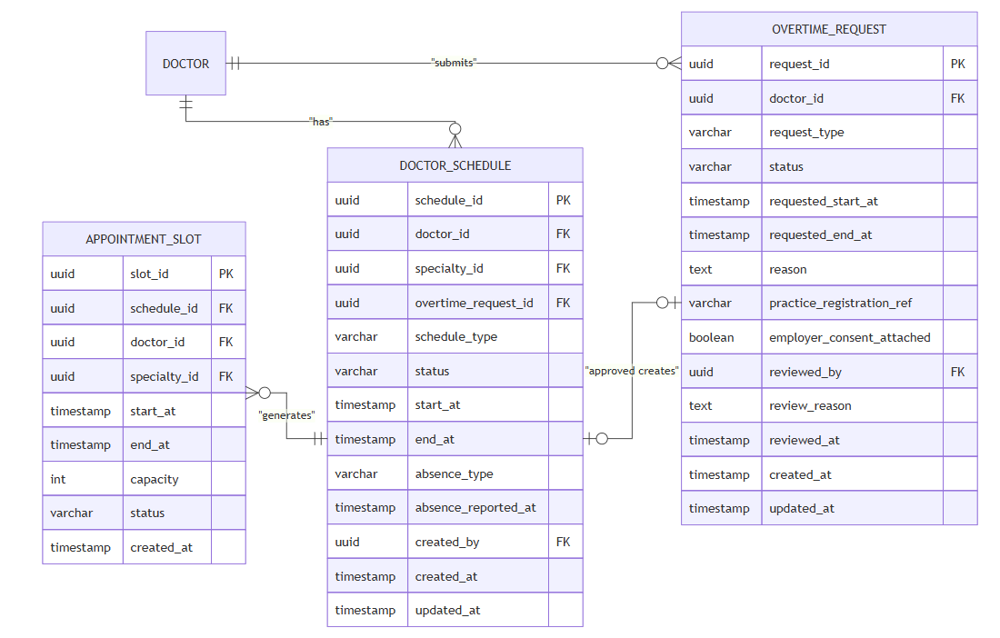 DOCTOR
"submits"
"has"
OVERTIME_REQUEST
uuid request_id PK
uuid doctor_id FK
varchar request_type
varchar status
timestamp requested_start_at
timestamp requested_end_at
text reason
varchar practice_registration_ref
boolean employer_consent_attached
uuid reviewed_by FK
text review_reason
timestamp reviewed_at
timestamp created_at
timestamp updated_at
DOCTOR_SCHEDULE
uuid schedule_id PK
uuid doctor_id FK
uuid specialty_id FK
uuid overtime_request_id FK
varchar schedule_type
varchar status
timestamp start_at
timestamp end_at
varchar absence_type
timestamp absence_reported_at
uuid created_by FK
timestamp created_at
timestamp updated_at
"approved creates"
"generates"
APPOINTMENT_SLOT
uuid slot_id PK
uuid schedule_id FK
uuid doctor_id FK
uuid specialty_id FK
timestamp start_at
timestamp end_at
int capacity
varchar status
timestamp created_at